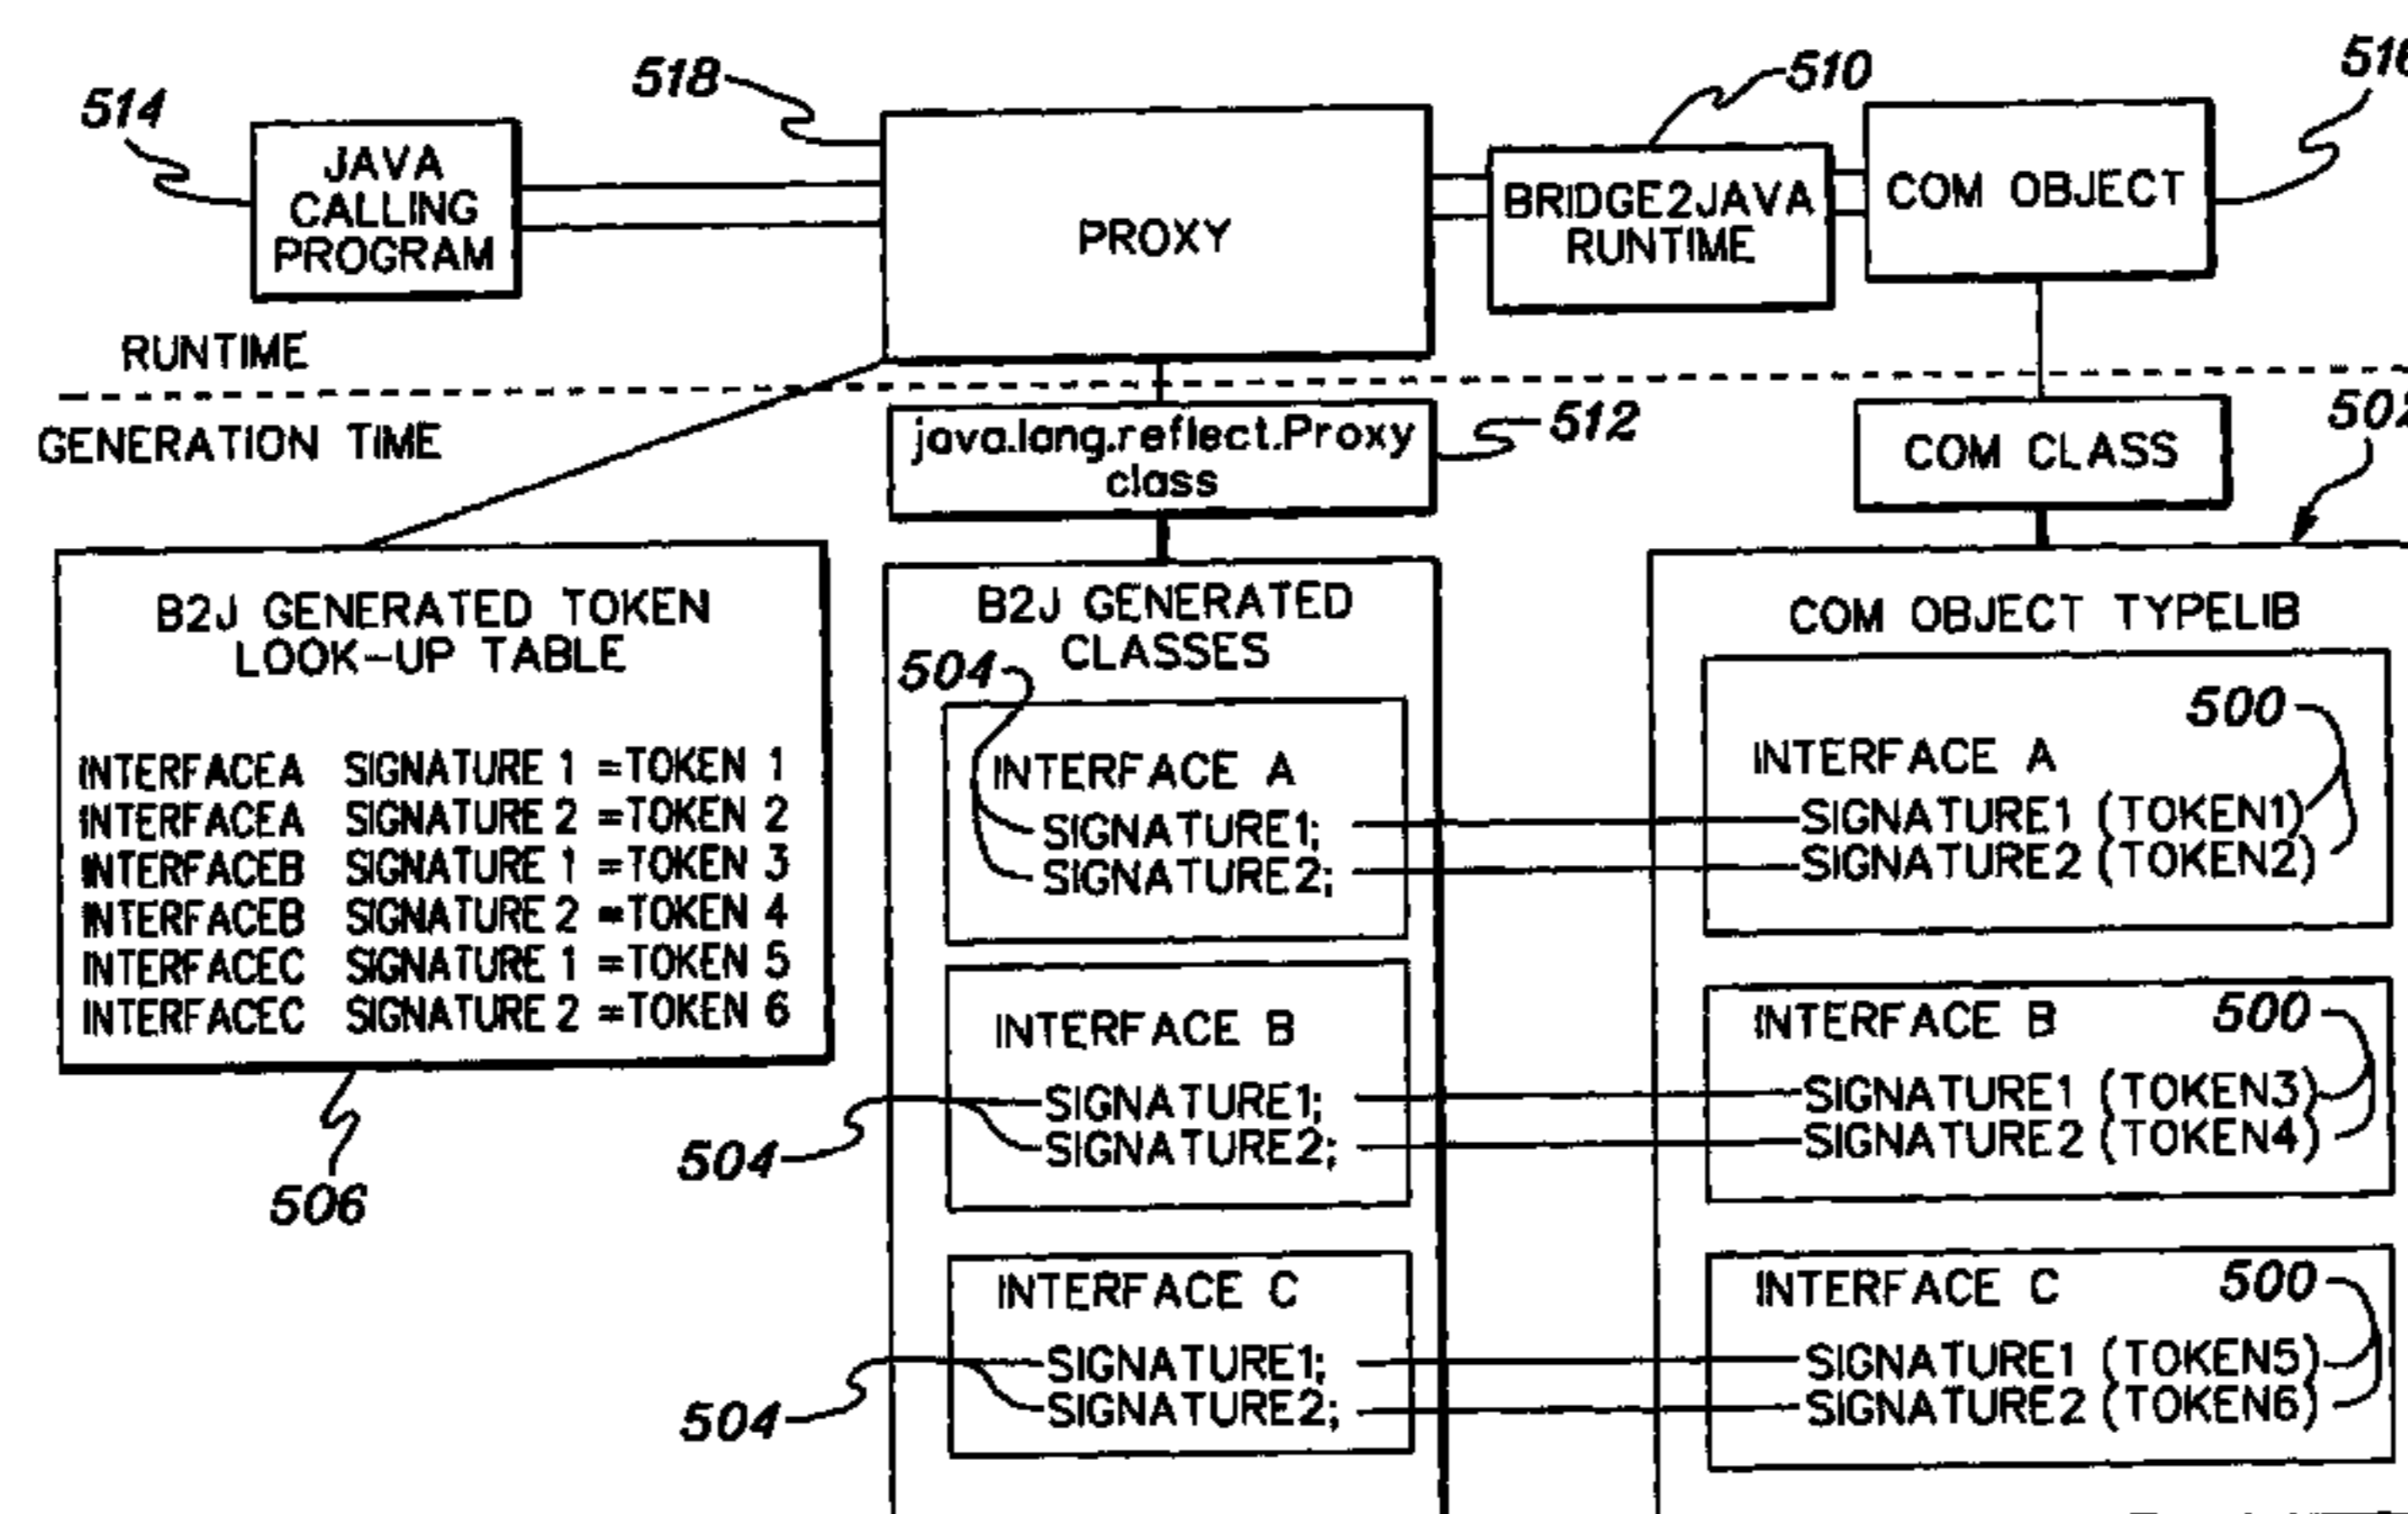 518
510
516
514
JAVA
CALLING
PROGRAM
PROXY
BRIDGE2JAVA
RUNTIME
COM OBJECT
RUNTIME
GENERATION TIME
java.lang.reflect.Proxy
class
512
COM CLASS
502
B2J GENERATED TOKEN
LOOK-UP TABLE
INTERFACEA SIGNATURE 1 =TOKEN 1
INTERFACEA SIGNATURE 2 =TOKEN 2
INTERFACEB SIGNATURE 1 =TOKEN 3
INTERFACEB SIGNATURE 2 =TOKEN 4
INTERFACEC SIGNATURE 1 =TOKEN 5
INTERFACEC SIGNATURE 2 =TOKEN 6
506
B2J GENERATED
CLASSES
504
INTERFACE A
SIGNATURE1;
SIGNATURE2;
INTERFACE B
SIGNATURE1;
SIGNATURE2;
504
INTERFACE C
SIGNATURE1;
SIGNATURE2;
504
COM OBJECT TYPELIB
500
INTERFACE A
SIGNATURE1 (TOKEN1)
SIGNATURE2 (TOKEN2)
INTERFACE B
500
SIGNATURE1 (TOKEN3)
SIGNATURE2 (TOKEN4)
INTERFACE C
500
SIGNATURE1 (TOKEN5)
SIGNATURE2 (TOKEN6)